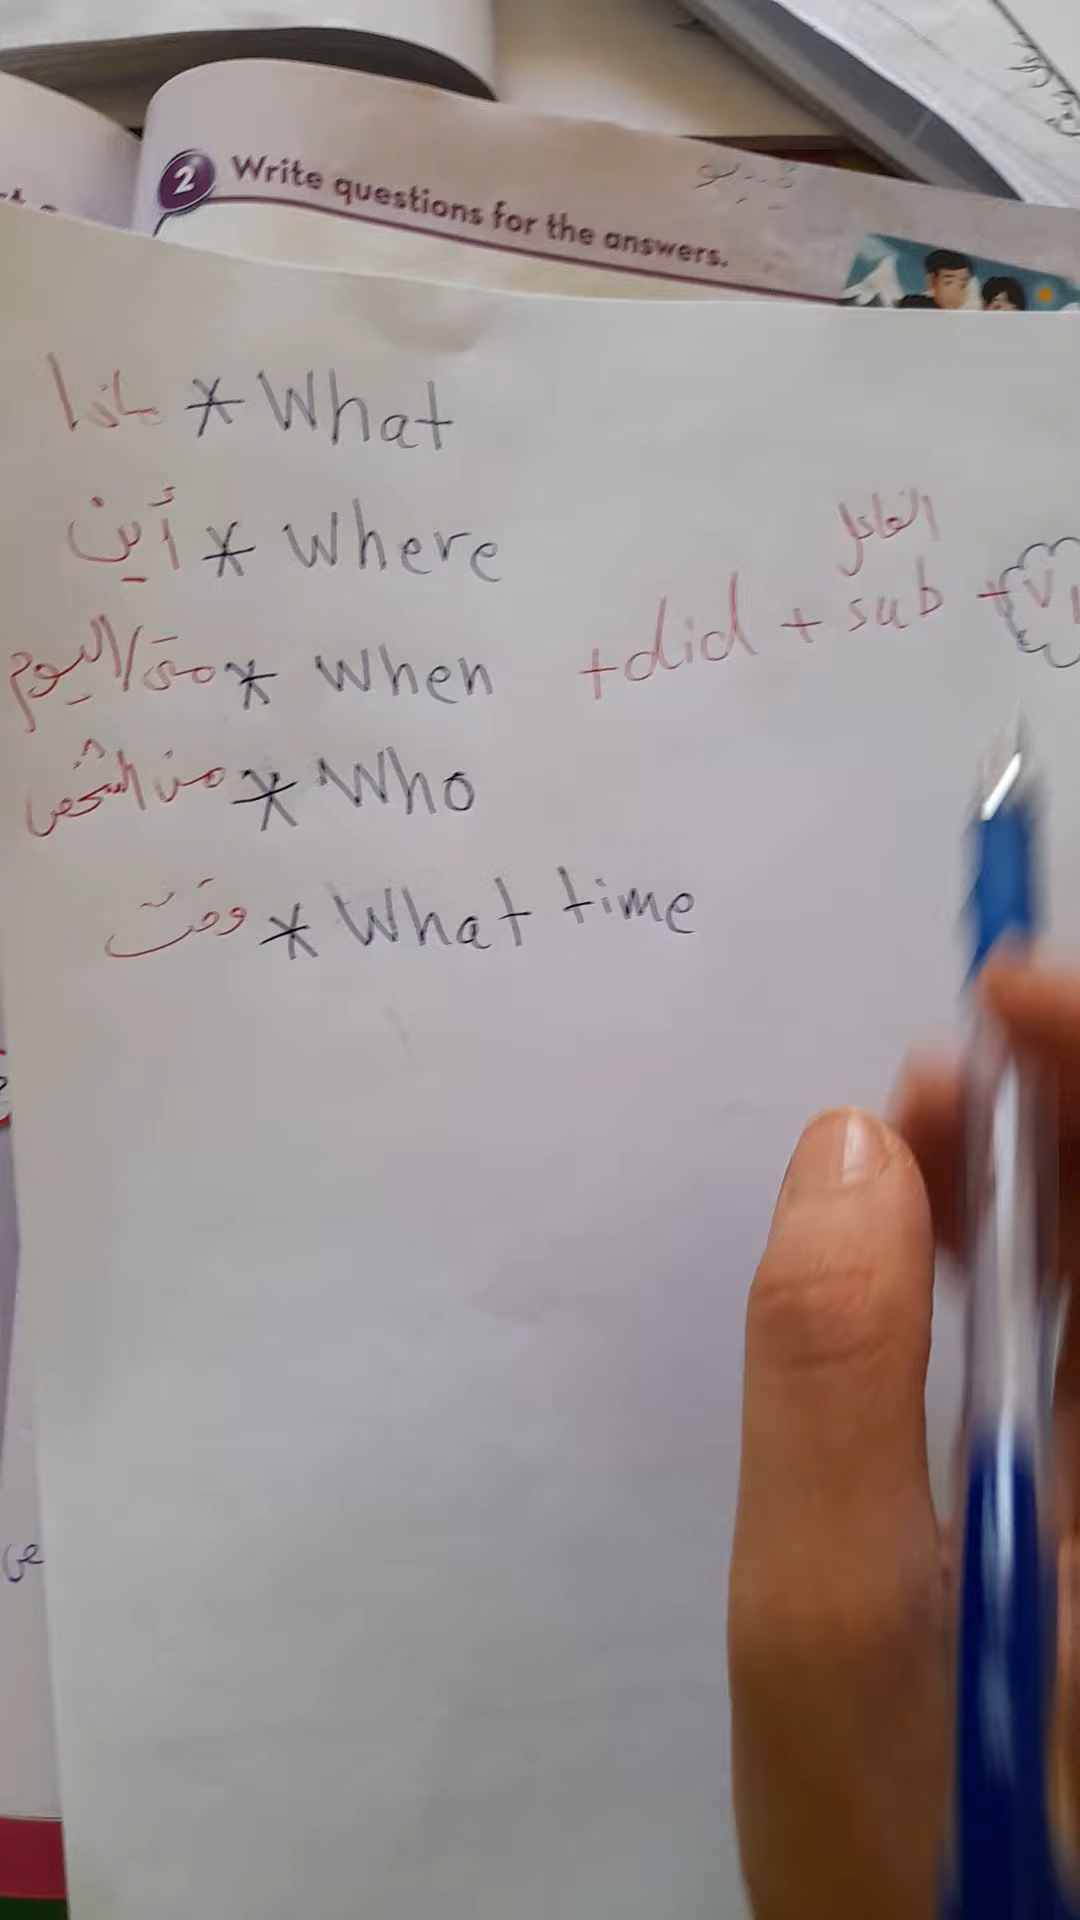 2 Write questions for the answers.
ماذا * What
أين * Where
الفاعل
متى/اليوم * When +did + sub + V1
من الشخص * Who
وقت * What time